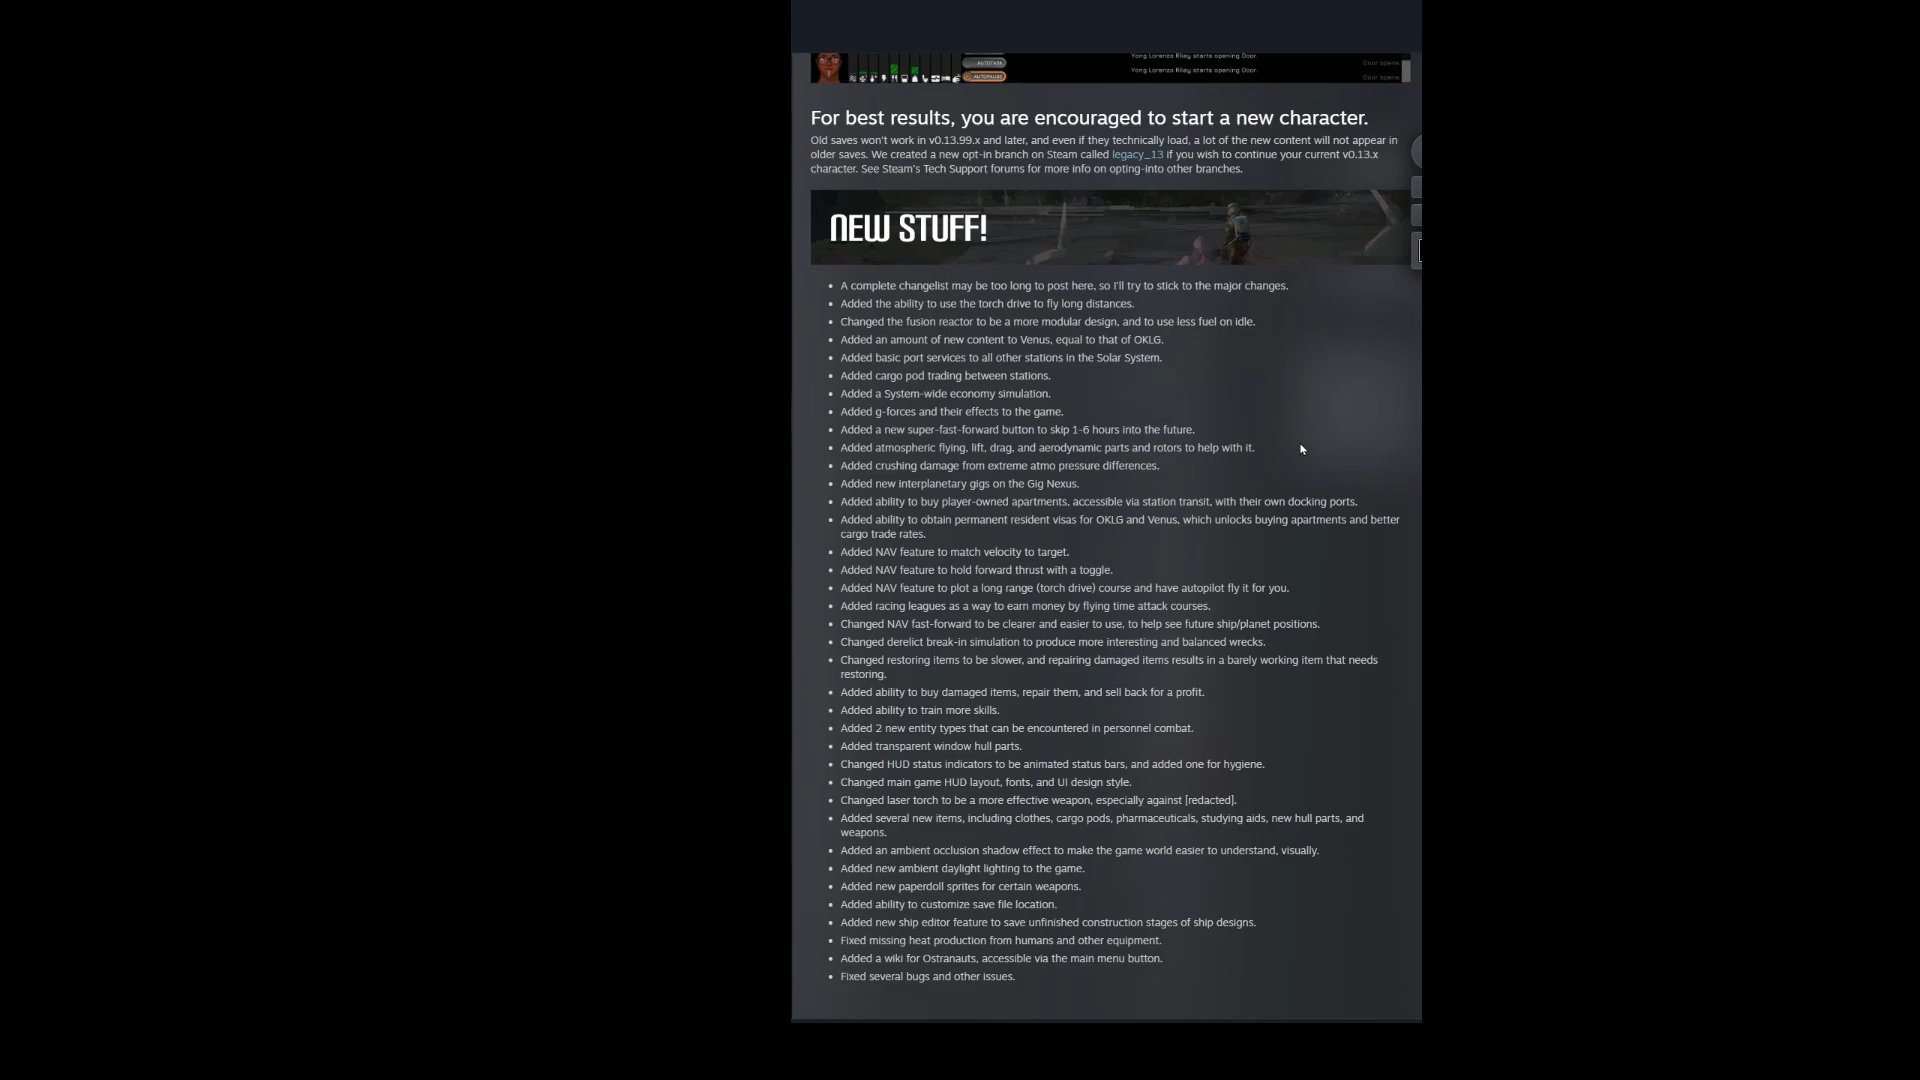 AUTOTASK
AUTOPAUSE
Yong Lorenzo Riley starts opening Door.
Yong Lorenzo Riley starts opening Door.
Door opens.
Door opens.
For best results, you are encouraged to start a new character.
Old saves won't work in v0.13.99.x and later, and even if they technically load, a lot of the new content will not appear in
older saves. We created a new opt-in branch on Steam called legacy_13 if you wish to continue your current v0.13.x
character. See Steam's Tech Support forums for more info on opting-into other branches.
NEW STUFF!
• A complete changelist may be too long to post here, so I'll try to stick to the major changes.
• Added the ability to use the torch drive to fly long distances.
• Changed the fusion reactor to be a more modular design, and to use less fuel on idle.
• Added an amount of new content to Venus, equal to that of OKLG.
• Added basic port services to all other stations in the Solar System.
• Added cargo pod trading between stations.
• Added a System-wide economy simulation.
• Added g-forces and their effects to the game.
• Added a new super-fast-forward button to skip 1-6 hours into the future.
• Added atmospheric flying, lift, drag, and aerodynamic parts and rotors to help with it.
• Added crushing damage from extreme atmo pressure differences.
• Added new interplanetary gigs on the Gig Nexus.
• Added ability to buy player-owned apartments, accessible via station transit, with their own docking ports.
• Added ability to obtain permanent resident visas for OKLG and Venus, which unlocks buying apartments and better
cargo trade rates.
• Added NAV feature to match velocity to target.
• Added NAV feature to hold forward thrust with a toggle.
• Added NAV feature to plot a long range (torch drive) course and have autopilot fly it for you.
• Added racing leagues as a way to earn money by flying time attack courses.
• Changed NAV fast-forward to be clearer and easier to use, to help see future ship/planet positions.
• Changed derelict break-in simulation to produce more interesting and balanced wrecks.
• Changed restoring items to be slower, and repairing damaged items results in a barely working item that needs
restoring.
• Added ability to buy damaged items, repair them, and sell back for a profit.
• Added ability to train more skills.
• Added 2 new entity types that can be encountered in personnel combat.
• Added transparent window hull parts.
• Changed HUD status indicators to be animated status bars, and added one for hygiene.
• Changed main game HUD layout, fonts, and UI design style.
• Changed laser torch to be a more effective weapon, especially against [redacted].
• Added several new items, including clothes, cargo pods, pharmaceuticals, studying aids, new hull parts, and
weapons.
• Added an ambient occlusion shadow effect to make the game world easier to understand, visually.
• Added new ambient daylight lighting to the game.
• Added new paperdoll sprites for certain weapons.
• Added ability to customize save file location.
• Added new ship editor feature to save unfinished construction stages of ship designs.
• Fixed missing heat production from humans and other equipment.
• Added a wiki for Ostranauts, accessible via the main menu button.
• Fixed several bugs and other issues.